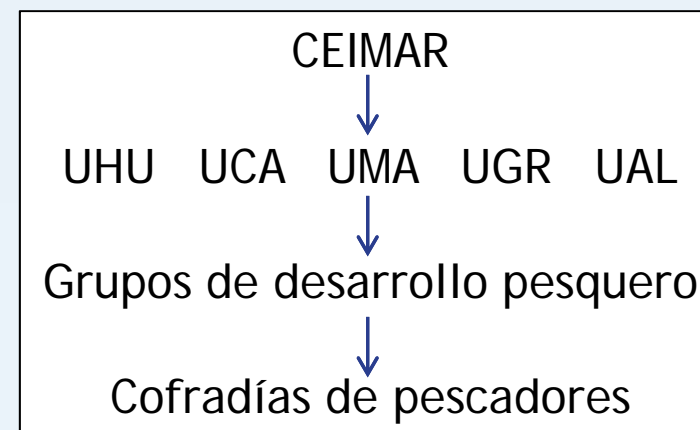 CEIMAR
UHU UCA UMA UGR UAL
Grupos de desarrollo pesquero
Cofradías de pescadores